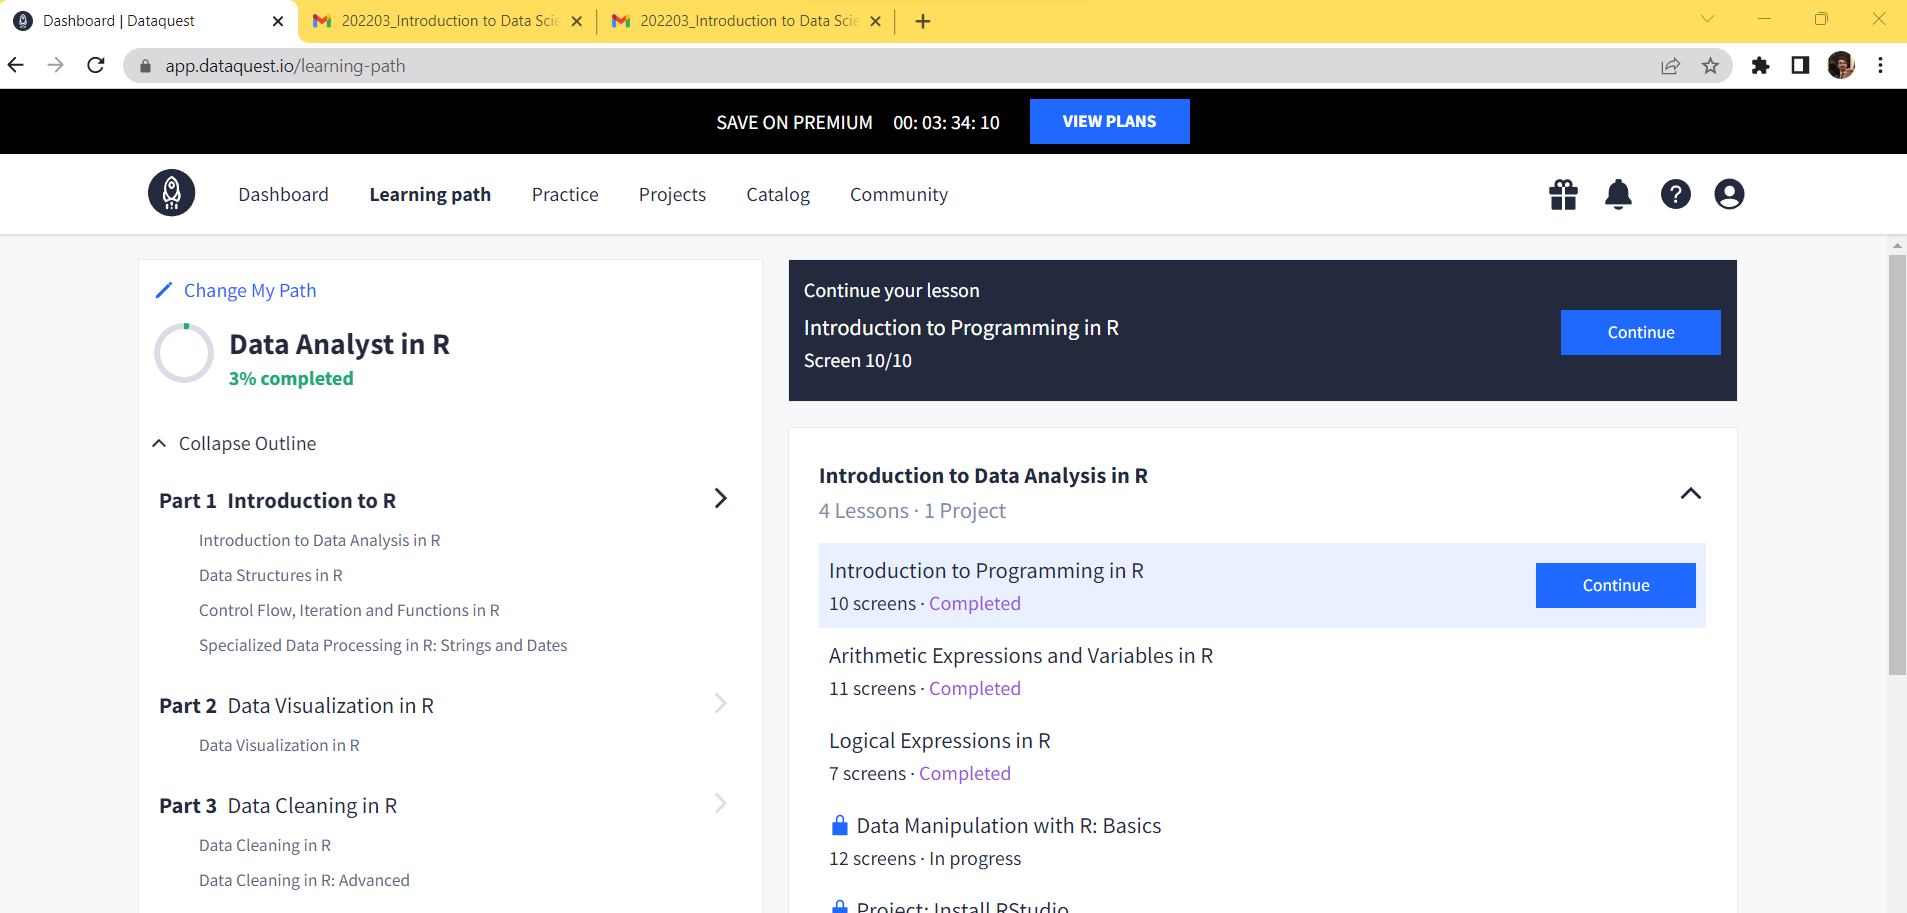 Dashboard | Dataquest
202203_Introduction to Data Scie
202203_Introduction to Data Scie
app.dataquest.io/learning-path
SAVE ON PREMIUM 00: 03: 34: 10 VIEW PLANS
Dashboard Learning path Practice Projects Catalog Community
Change My Path
Data Analyst in R
3% completed
Collapse Outline
Part 1 Introduction to R
Introduction to Data Analysis in R
Data Structures in R
Control Flow, Iteration and Functions in R
Specialized Data Processing in R: Strings and Dates
Part 2 Data Visualization in R
Data Visualization in R
Part 3 Data Cleaning in R
Data Cleaning in R
Data Cleaning in R: Advanced
Continue your lesson
Introduction to Programming in R
Screen 10/10
Continue
Introduction to Data Analysis in R
4 Lessons · 1 Project
Introduction to Programming in R
10 screens · Completed
Continue
Arithmetic Expressions and Variables in R
11 screens · Completed
Logical Expressions in R
7 screens · Completed
Data Manipulation with R: Basics
12 screens · In progress
Project: Install RStudio